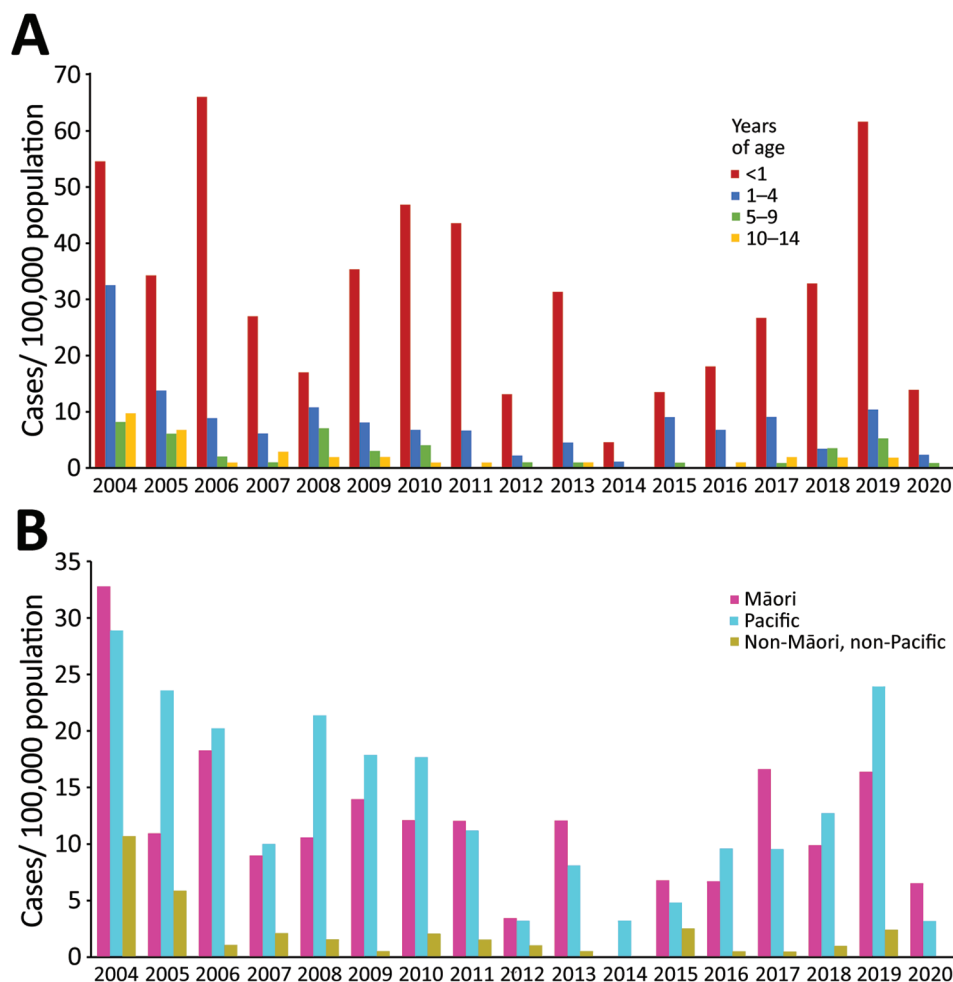 A
Cases/ 100,000 population
70
60
50
40
30
20
10
0
Years
of age
<1
1–4
5–9
10–14
2004 2005 2006 2007 2008 2009 2010 2011 2012 2013 2014 2015 2016 2017 2018 2019 2020
B
Cases/ 100,000 population
35
30
25
20
15
10
5
0
Māori
Pacific
Non-Māori, non-Pacific
2004 2005 2006 2007 2008 2009 2010 2011 2012 2013 2014 2015 2016 2017 2018 2019 2020